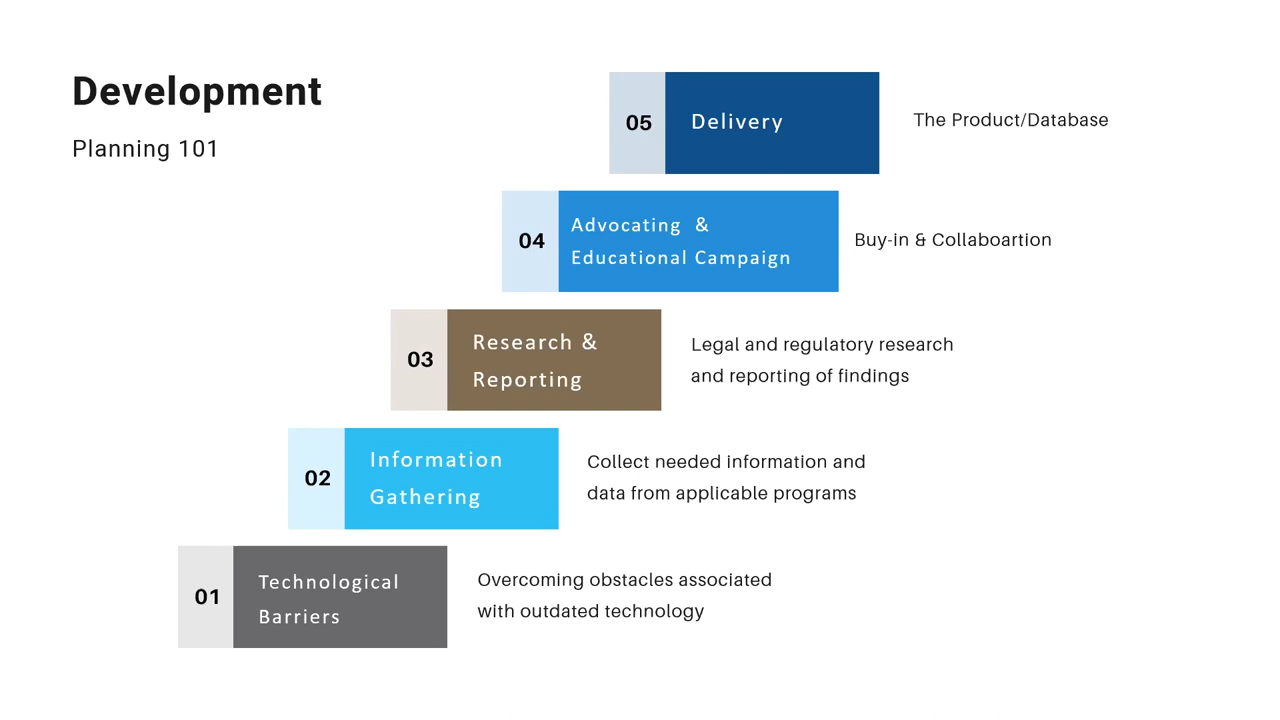 Development
Planning 101
05
Delivery
The Product/Database
04
Advocating &
Educational Campaign
Buy-in & Collaboartion
03
Research &
Reporting
Legal and regulatory research
and reporting of findings
02
Information
Gathering
Collect needed information and
data from applicable programs
01
Technological
Barriers
Overcoming obstacles associated
with outdated technology